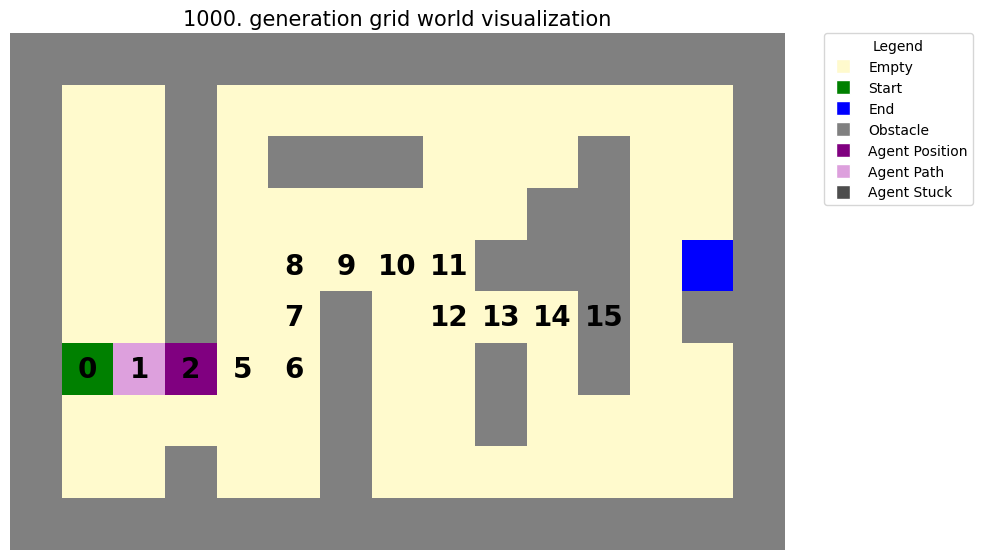 1000. generation grid world visualization
Legend
Empty
Start
End
Obstacle
Agent Position
Agent Path
Agent Stuck
8 9 10 11
7 12 13 14 15
0 1 2 5 6